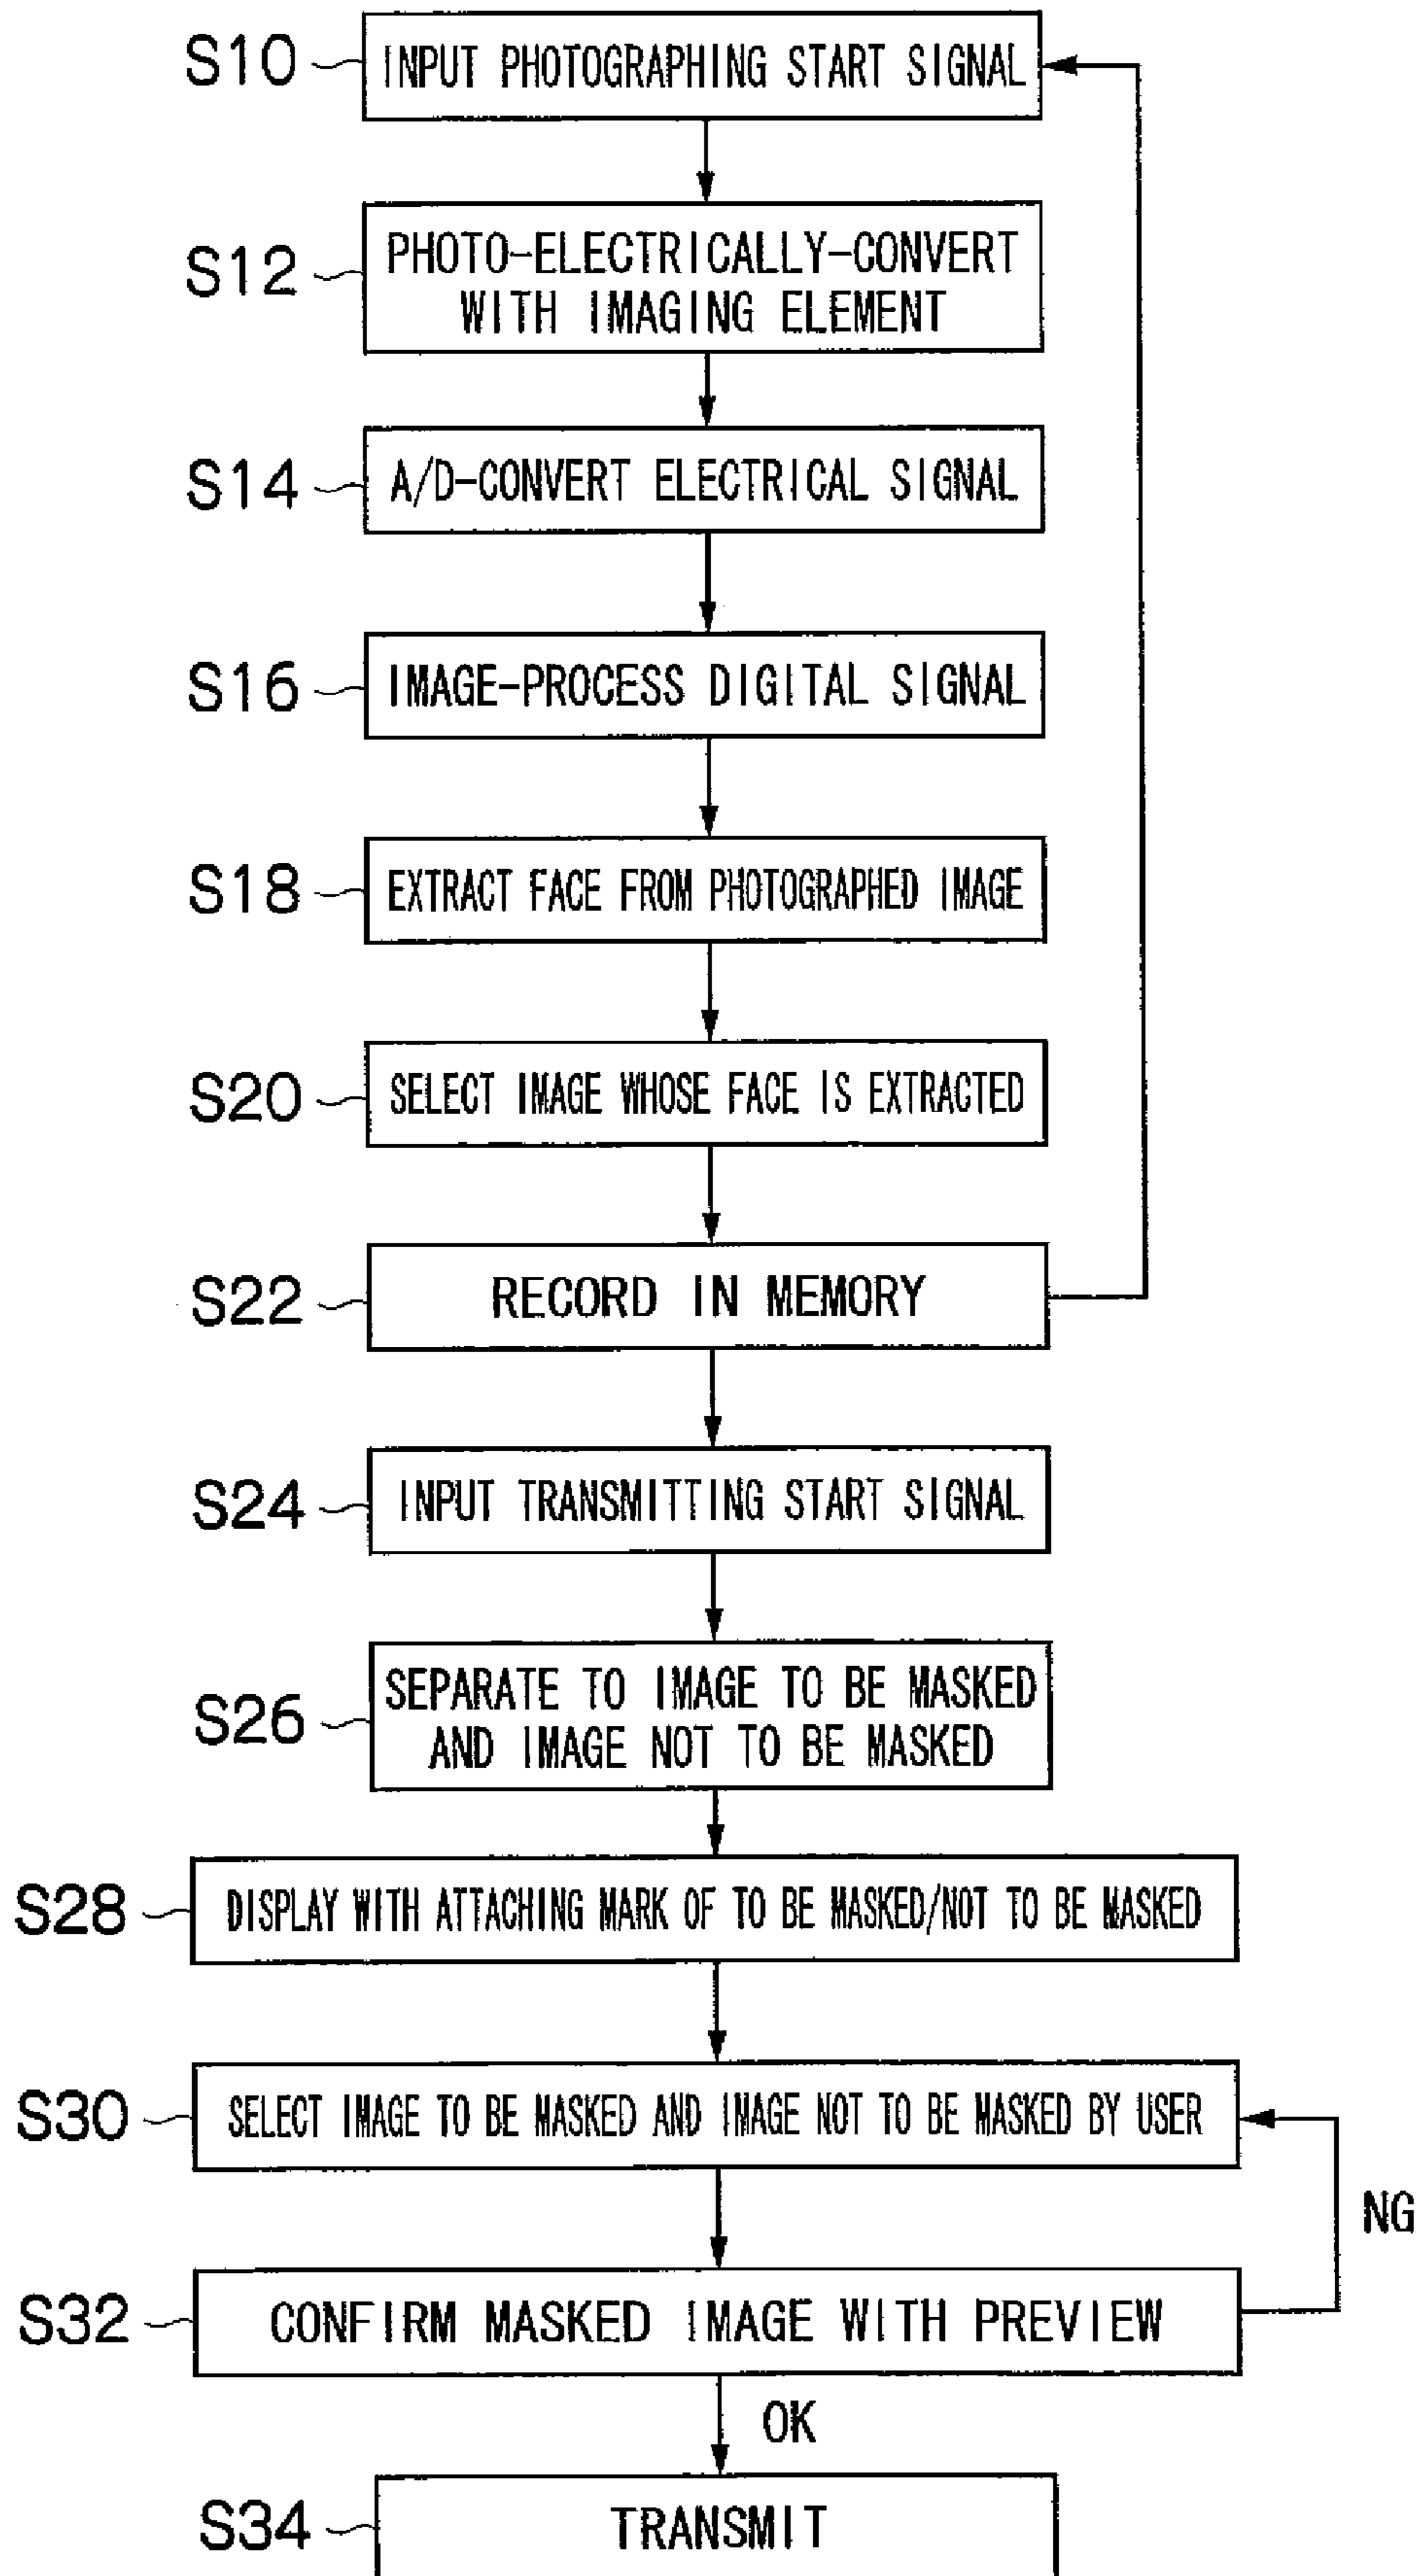 S10
INPUT PHOTOGRAPHING START SIGNAL
S12
PHOTO-ELECTRICALLY-CONVERT
WITH IMAGING ELEMENT
S14
A/D-CONVERT ELECTRICAL SIGNAL
S16
IMAGE-PROCESS DIGITAL SIGNAL
S18
EXTRACT FACE FROM PHOTOGRAPHED IMAGE
S20
SELECT IMAGE WHOSE FACE IS EXTRACTED
S22
RECORD IN MEMORY
S24
INPUT TRANSMITTING START SIGNAL
S26
SEPARATE TO IMAGE TO BE MASKED
AND IMAGE NOT TO BE MASKED
S28
DISPLAY WITH ATTACHING MARK OF TO BE MASKED/NOT TO BE MASKED
S30
SELECT IMAGE TO BE MASKED AND IMAGE NOT TO BE MASKED BY USER
NG
S32
CONFIRM MASKED IMAGE WITH PREVIEW
OK
S34
TRANSMIT